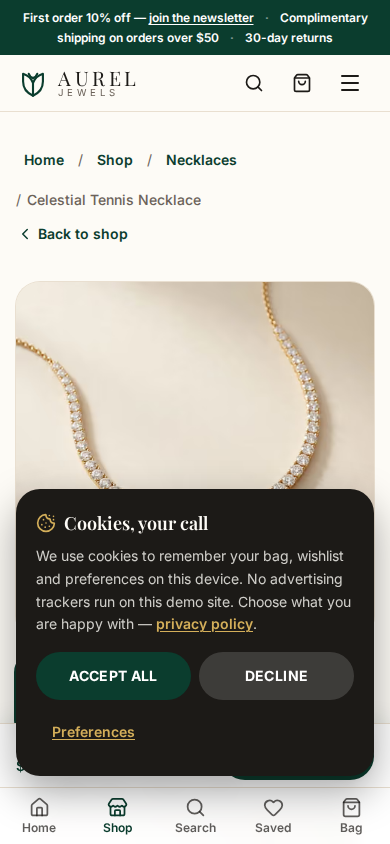 First order 10% off — join the newsletter · Complimentary
shipping on orders over $50 · 30-day returns
AUREL
JEWELS
Home / Shop / Necklaces
/ Celestial Tennis Necklace
Back to shop
Cookies, your call
We use cookies to remember your bag, wishlist
and preferences on this device. No advertising
trackers run on this demo site. Choose what you
are happy with — privacy policy.
ACCEPT ALL DECLINE
Preferences
Home Shop Search Saved Bag